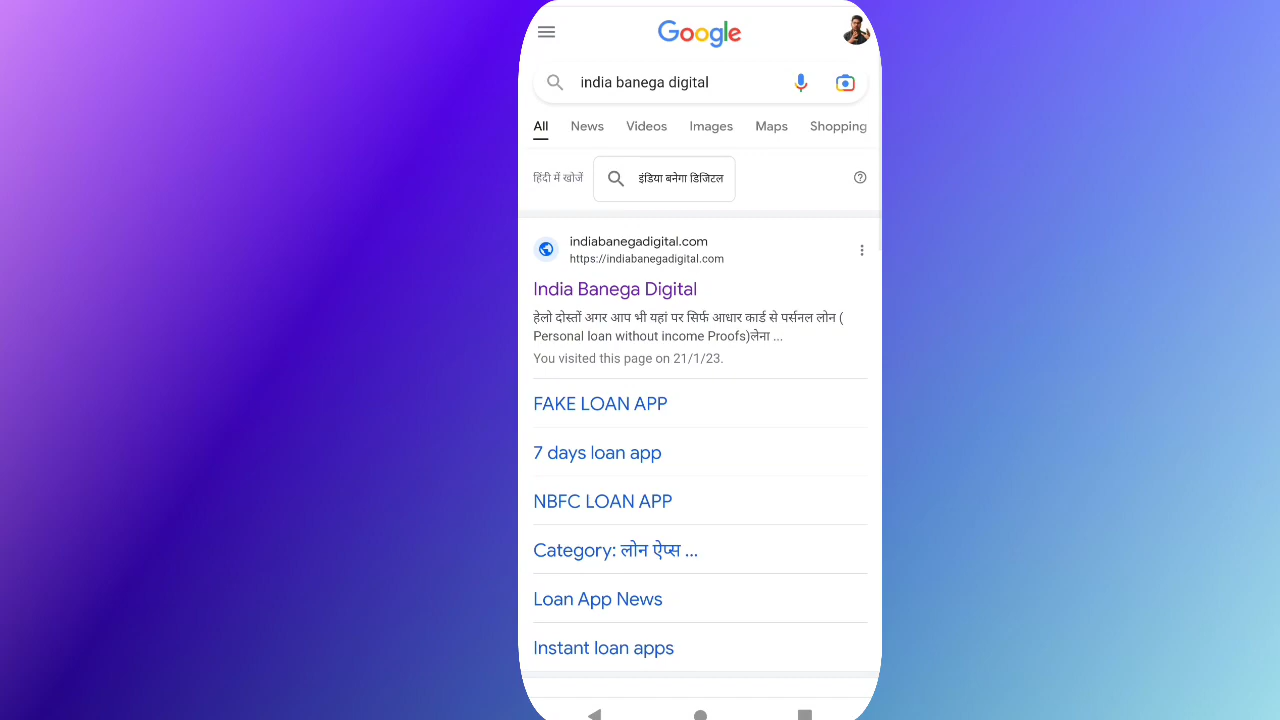 Google
india banega digital
All News Videos Images Maps Shopping
हिंदी में खोजें इंडिया बनेगा डिजिटल
indiabanegadigital.com
https://indiabanegadigital.com
India Banega Digital
हेलो दोस्तों अगर आप भी यहां पर सिर्फ आधार कार्ड से पर्सनल लोन (
Personal loan without income Proofs)लेना ...
You visited this page on 21/1/23.
FAKE LOAN APP
7 days loan app
NBFC LOAN APP
Category: लोन ऐप्स ...
Loan App News
Instant loan apps